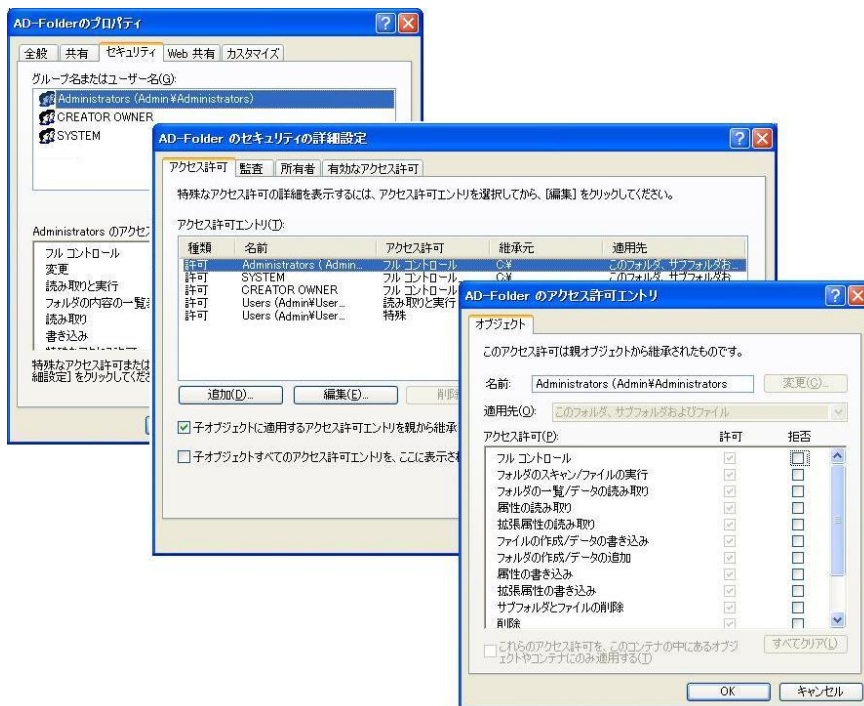 AD-Folderのプロパティ
全般 共有 セキュリティ Web 共有 カスタマイズ
グループ名またはユーザー名(G):
Administrators (Admin¥Administrators)
CREATOR OWNER
SYSTEM
Administrators のアクセ
フル コントロール
変更
読み取りと実行
フォルダの内容の一覧
読み取り
書き込み
特殊なアクセス許可または
細設定] をクリックしてくだ
AD-Folder のセキュリティの詳細設定
アクセス許可 監査 所有者 有効なアクセス許可
特殊なアクセス許可の詳細を表示するには、アクセス許可エントリを選択してから、[編集] をクリックしてください。
アクセス許可エントリ(T):
種類 名前 アクセス許可 継承元 適用先
許可 Administrators (Admin... フル コントロール C:¥ このフォルダ、サブフォルダお...
許可 SYSTEM フル コントロール C:¥ このフォルダ、サブフォルダお...
許可 CREATOR OWNER フル コントロール
許可 Users (Admin¥User... 読み取りと実行
許可 Users (Admin¥User... 特殊
追加(D)... 編集(E)... 削除
子オブジェクトに適用するアクセス許可エントリを親から継承
子オブジェクトすべてのアクセス許可エントリを、ここに表示され
AD-Folder のアクセス許可エントリ
オブジェクト
このアクセス許可は親オブジェクトから継承されたものです。
名前: Administrators (Admin¥Administrators 変更(C)...
適用先(O): このフォルダ、サブフォルダおよびファイル
アクセス許可(P): 許可 拒否
フル コントロール
フォルダのスキャン/ファイルの実行
フォルダの一覧/データの読み取り
属性の読み取り
拡張属性の読み取り
ファイルの作成/データの書き込み
フォルダの作成/データの追加
属性の書き込み
拡張属性の書き込み
サブフォルダとファイルの削除
削除
これらのアクセス許可を、このコンテナの中にあるオブジ
ェクトやコンテナにのみ適用する(T)
すべてクリア(L)
OK キャンセル